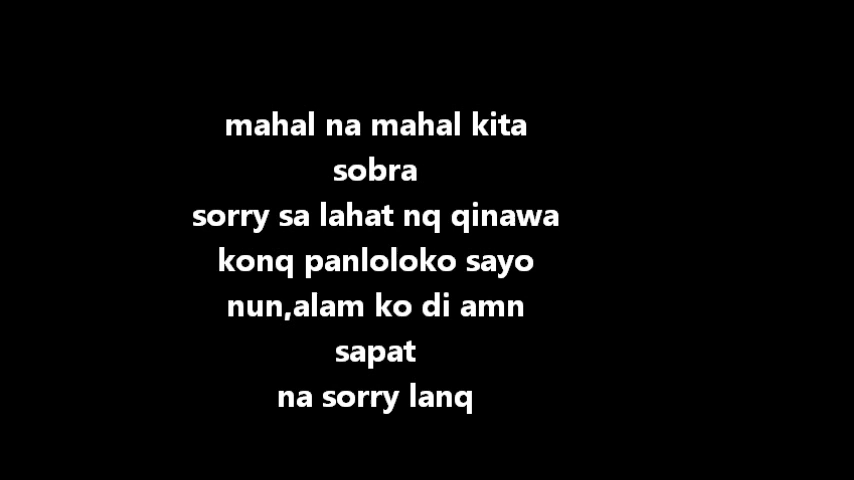 mahal na mahal kita
sobra
sorry sa lahat nq qinawa
konq panloloko sayo
nun,alam ko di amn
sapat
na sorry lanq